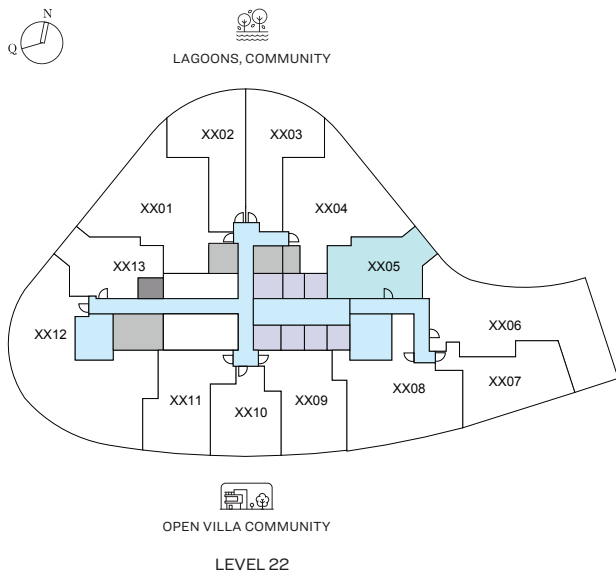 N
Q
LAGOONS, COMMUNITY
XX02
XX03
XX01
XX04
XX13
XX05
XX12
XX06
XX11
XX10
XX09
XX08
XX07
OPEN VILLA COMMUNITY
LEVEL 22